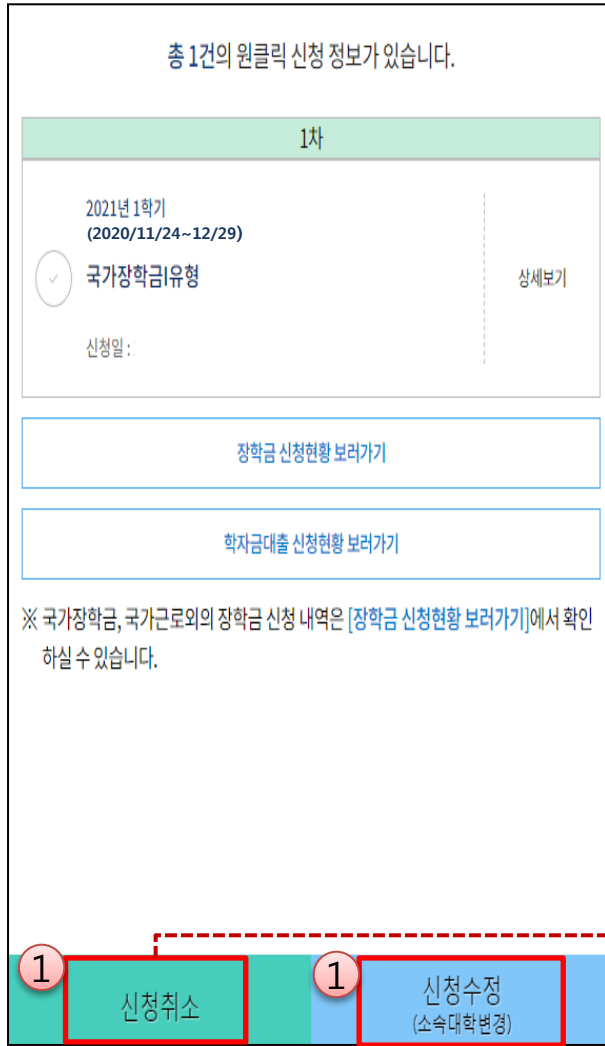 총 1건의 원클릭 신청 정보가 있습니다.
1차
2021년 1학기
(2020/11/24~12/29)
국가장학금I유형
상세보기
신청일 :
장학금 신청현황 보러가기
학자금대출 신청현황 보러가기
※ 국가장학금, 국가근로외의 장학금 신청 내역은 [장학금 신청현황 보러가기]에서 확인
하실 수 있습니다.
1
신청취소
1
신청수정
(소속대학변경)